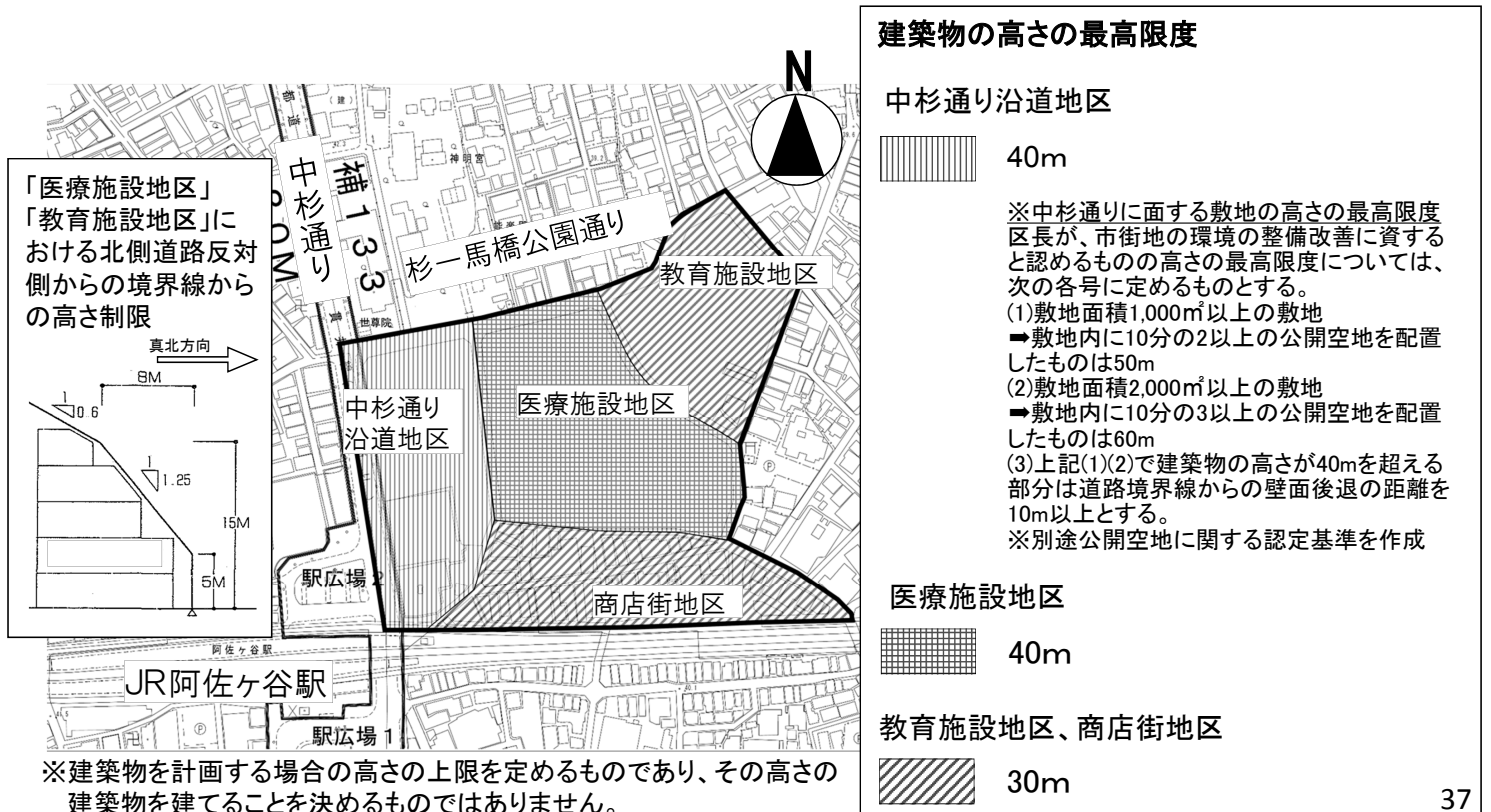 建築物の高さの最高限度
中杉通り沿道地区
40m
※中杉通りに面する敷地の高さの最高限度
区長が、市街地の環境の整備改善に資する
と認めるものの高さの最高限度については、
次の各号に定めるものとする。
(1)敷地面積1,000㎡以上の敷地
➡敷地内に10分の2以上の公開空地を配置
したものは50m
(2)敷地面積2,000㎡以上の敷地
➡敷地内に10分の3以上の公開空地を配置
したものは60m
(3)上記(1)(2)で建築物の高さが40mを超える
部分は道路境界線からの壁面後退の距離を
10m以上とする。
※別途公開空地に関する認定基準を作成
医療施設地区
40m
教育施設地区、商店街地区
30m
37
N
「医療施設地区」
「教育施設地区」に
おける北側道路反対
側からの境界線から
の高さ制限
真北方向
8M
1
0.6
1
1.25
15M
5M
都道
(建)
神明宮
中杉通り
補133
杉一馬橋公園通り
世尊院
教育施設地区
中杉通り
沿道地区
医療施設地区
商店街地区
駅広場2
阿佐ヶ谷駅
JR阿佐ヶ谷駅
駅広場1
※建築物を計画する場合の高さの上限を定めるものであり、その高さの
建築物を建てることを決めるものではありません。